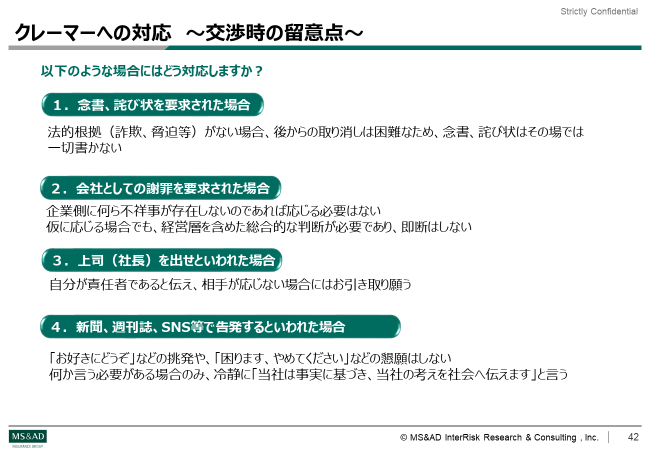 Strictly Confidential
クレーマーへの対応　～交渉時の留意点～
以下のような場合にはどう対応しますか？
１．念書、詫び状を要求された場合
法的根拠（詐欺、脅迫等）がない場合、後からの取り消しは困難なため、念書、詫び状はその場では
一切書かない
２．会社としての謝罪を要求された場合
企業側に何ら不祥事が存在しないのであれば応じる必要はない
仮に応じる場合でも、経営層を含めた総合的な判断が必要であり、即断はしない
３．上司（社長）を出せといわれた場合
自分が責任者であると伝え、相手が応じない場合にはお引き取り願う
４．新聞、週刊誌、SNS等で告発するといわれた場合
「お好きにどうぞ」などの挑発や、「困ります、やめてください」などの懇願はしない
何か言う必要がある場合のみ、冷静に「当社は事実に基づき、当社の考えを社会へ伝えます」と言う
MS&AD
INSURANCE GROUP
© MS&AD InterRisk Research & Consulting , Inc.
42